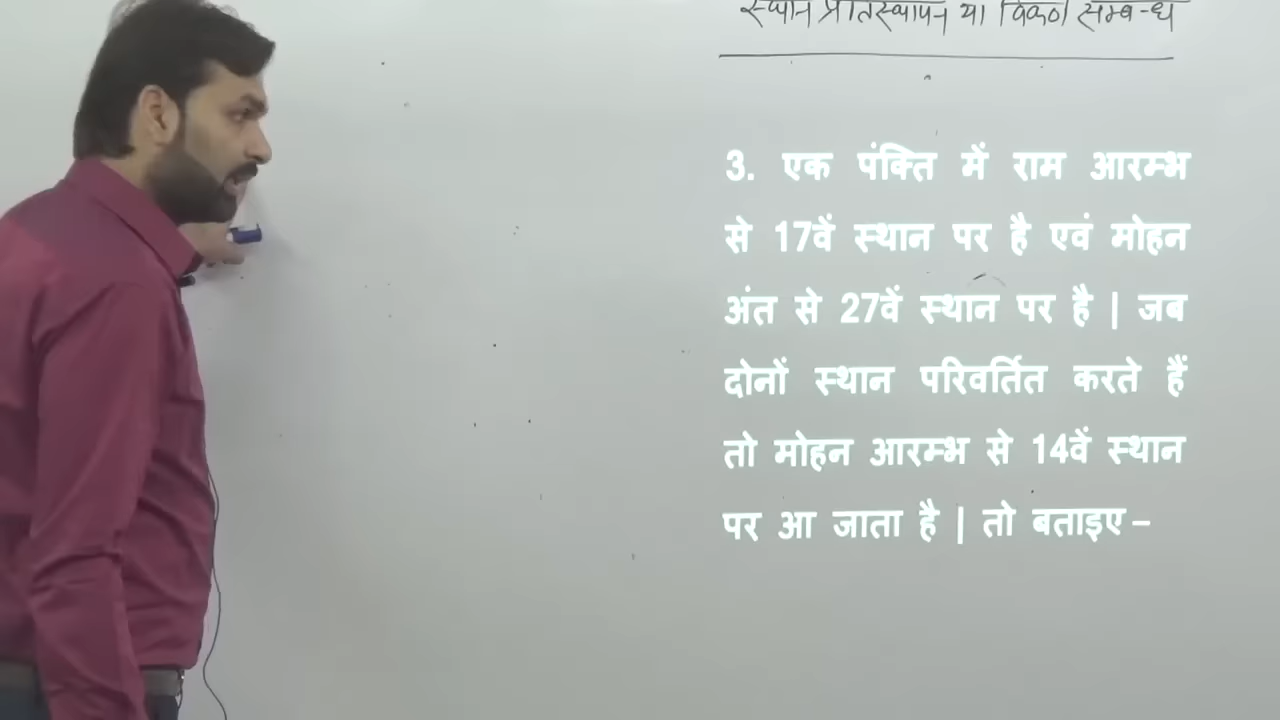 स्थान प्रतिस्थापन या विकर्ण सम्बन्ध
3. एक पंक्ति में राम आरम्भ
से 17वें स्थान पर है एवं मोहन
अंत से 27वें स्थान पर है | जब
दोनों स्थान परिवर्तित करते हैं
तो मोहन आरम्भ से 14वें स्थान
पर आ जाता है | तो बताइए –